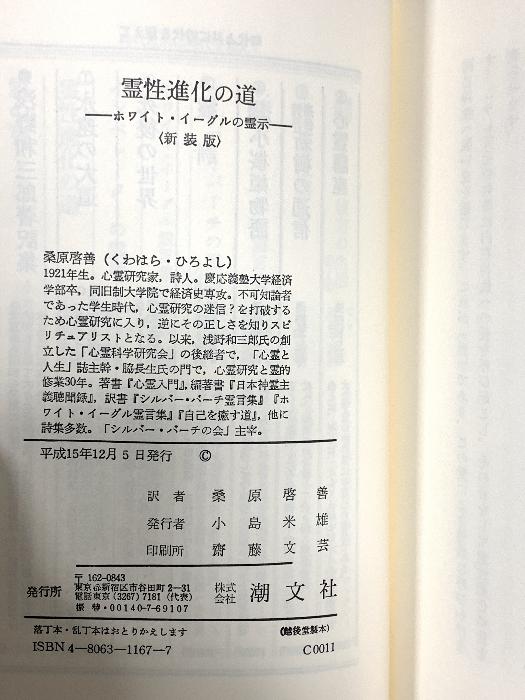 霊性進化の道
――ホワイト・イーグルの霊示――
〈新装版〉
桑原啓善（くわはら・ひろよし）
1921年生。心霊研究家，詩人。慶応義塾大学経済
学部卒，同旧制大学院で経済史専攻。不可知論者
であった学生時代，心霊研究の迷信？を打破する
ため心霊研究に入り，逆にその正しさを知りスピ
リチュアリストとなる。以来，浅野和三郎氏の創
立した「心霊科学研究会」の後継者で，「心霊と
人生」誌主幹・脇長生氏の門で，心霊研究と霊的
修業30年。著書『心霊入門』，編著書『日本神霊主
義聴聞録』，訳書『シルバー・バーチ霊言集』『ホ
ワイト・イーグル霊言集』『自己を癒す道』，他に
詩集多数。「シルバー・バーチの会」主宰。
平成15年12月5日発行 ©
訳者 桑原啓善
発行者 小島米雄
印刷所 齋藤文芸
発行所
〒162-0843
東京都新宿区市谷田町2―31
電話東京（3267）7181（代表）
振替・00140-7-69107
株式会社 潮文社
落丁本・乱丁本はおとりかえします
（越後堂製本）
ISBN4―8063―1167―7
C0011